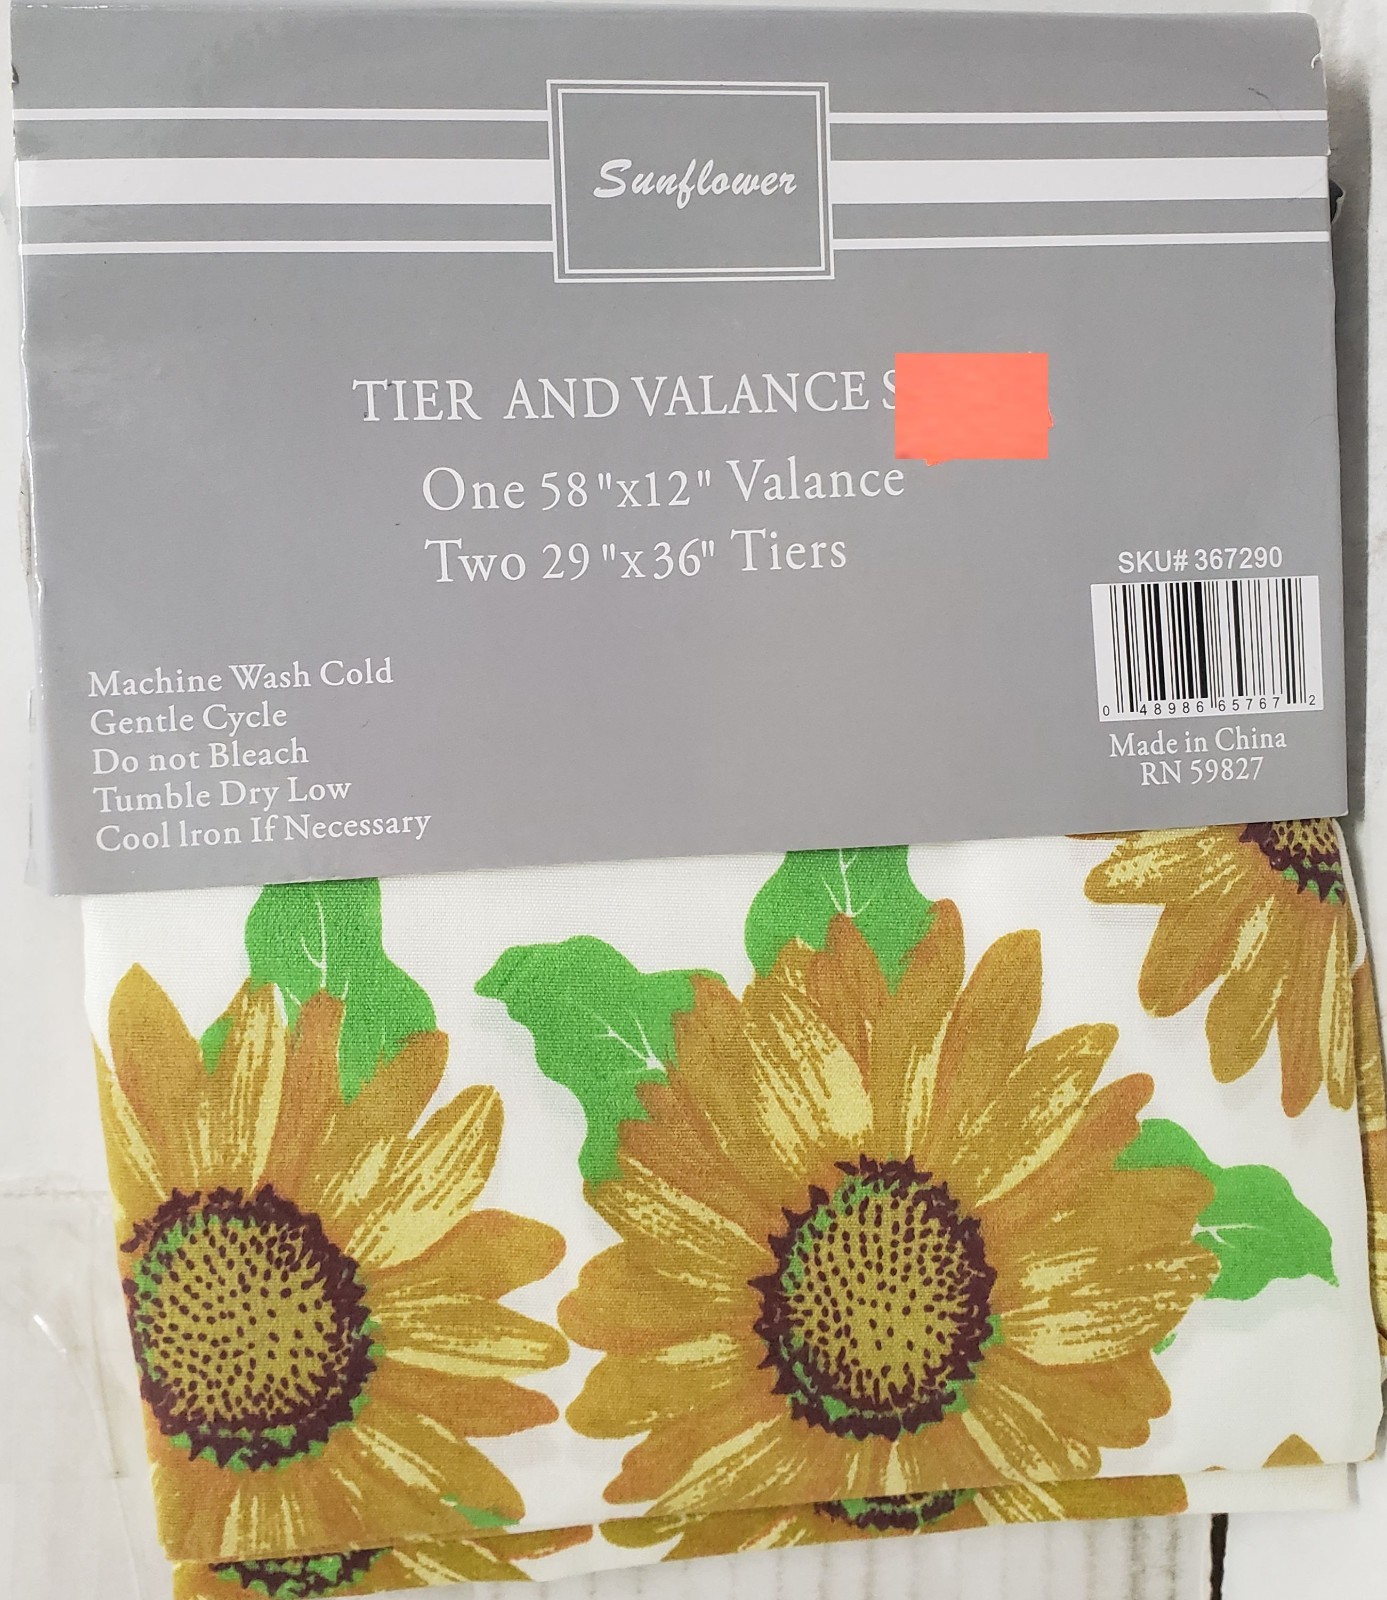 Sunflower
TIER AND VALANCE
One 58"x12" Valance
Two 29"x36" Tiers
SKU# 367290
0 48986 65767 2
Made in China
RN 59827
Machine Wash Cold
Gentle Cycle
Do not Bleach
Tumble Dry Low
Cool lron If Necessary